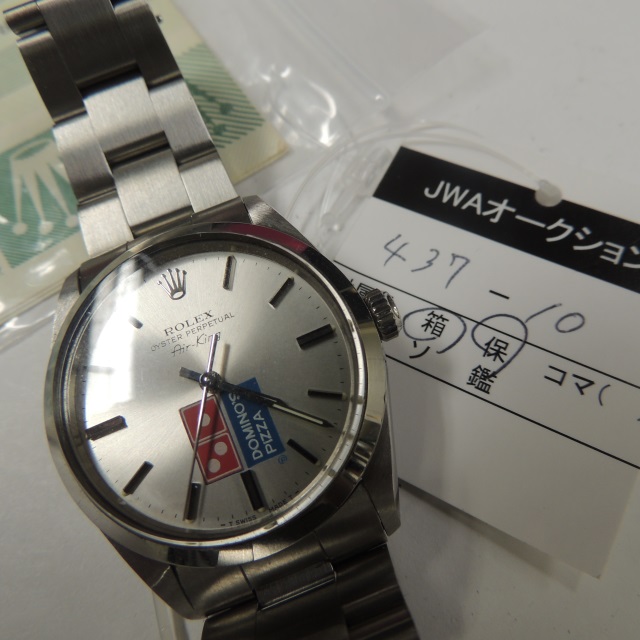 ROLEX
OYSTER PERPETUAL
Air-King
DOMINO'S
PIZZA
JWAオークション
437-10
箱 保
ソ 鑑 コマ(